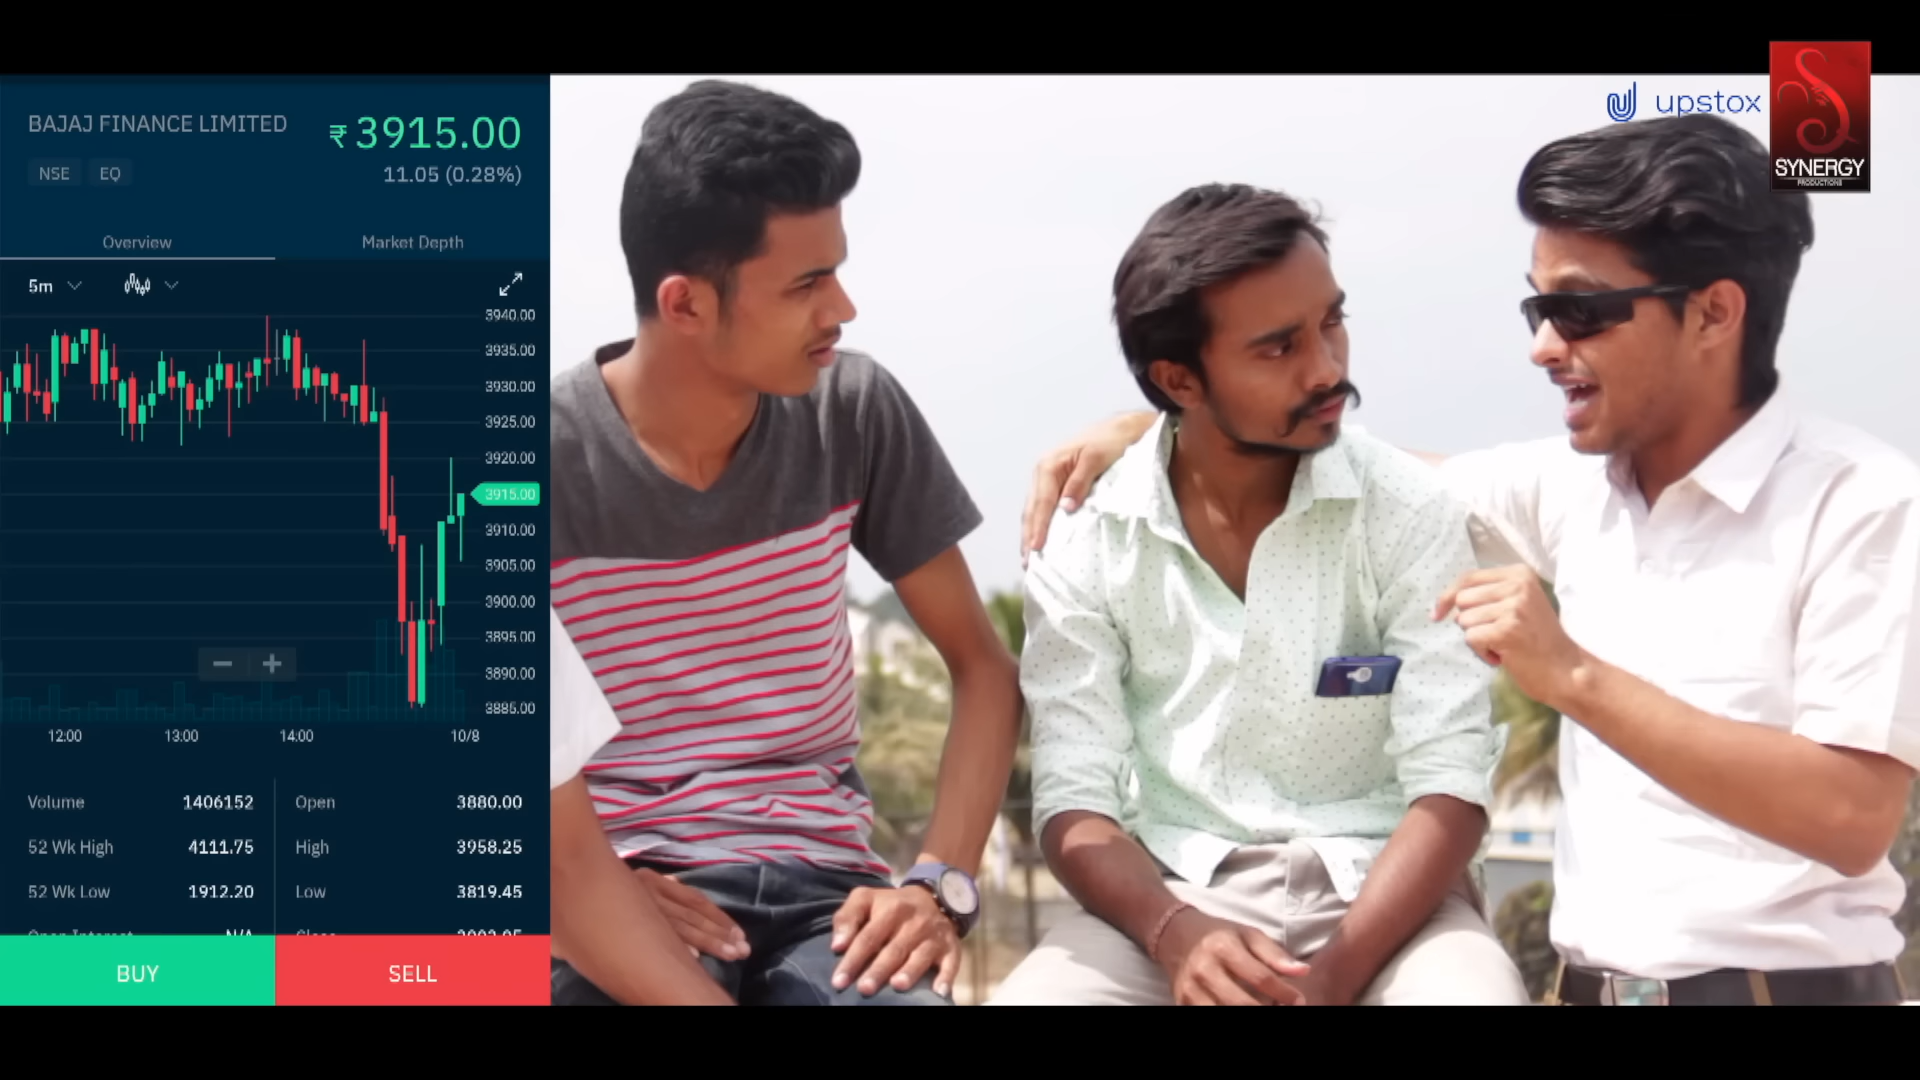 BAJAJ FINANCE LIMITED
₹3915.00
NSE EQ
11.05 (0.28%)
Overview Market Depth
5m
3940.00
3935.00
3930.00
3925.00
3920.00
3915.00
3910.00
3905.00
3900.00
3895.00
3890.00
3885.00
12:00 13:00 14:00 10/8
Volume 1406152 Open 3880.00
52 Wk High 4111.75 High 3958.25
52 Wk Low 1912.20 Low 3819.45
BUY SELL
upstox
SYNERGY
PRODUCTIONS